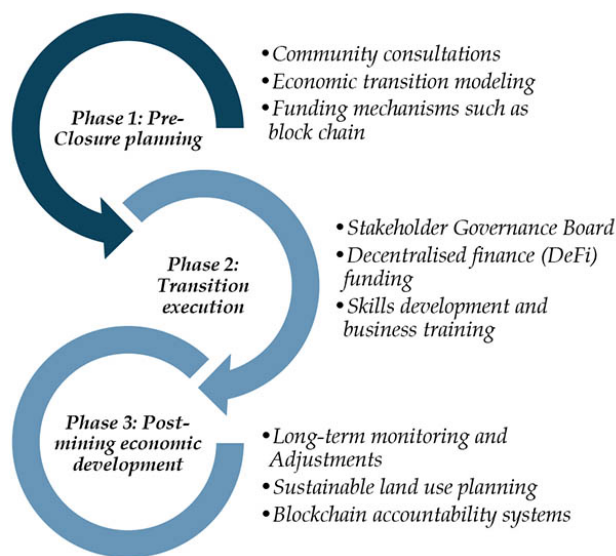 • Community consultations
• Economic transition modeling
• Funding mechanisms such as
block chain
Phase 1: Pre-
Closure planning
• Stakeholder Governance Board
• Decentralised finance (DeFi)
funding
• Skills development and
business training
Phase 2:
Transition
execution
Phase 3: Post-
mining economic
development
• Long-term monitoring and
Adjustments
• Sustainable land use planning
• Blockchain accountability systems